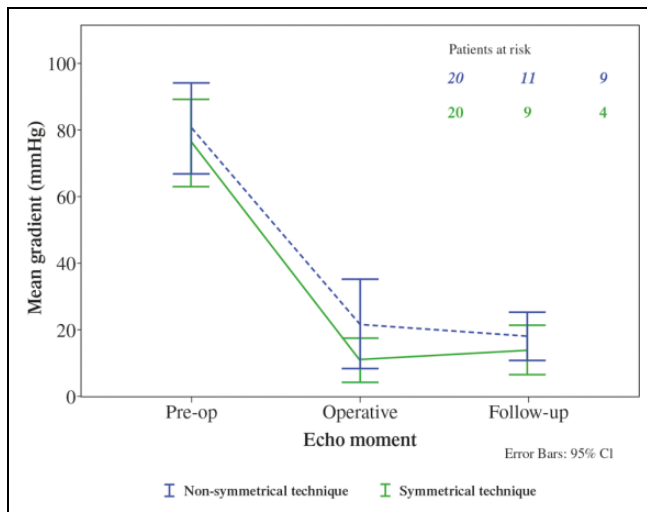 Patients at risk
20 11 9
20 9 4
100
80
60
40
20
0
Mean gradient (mmHg)
Pre-op Operative Follow-up
Echo moment
Error Bars: 95% CI
Non-symmetrical technique Symmetrical technique